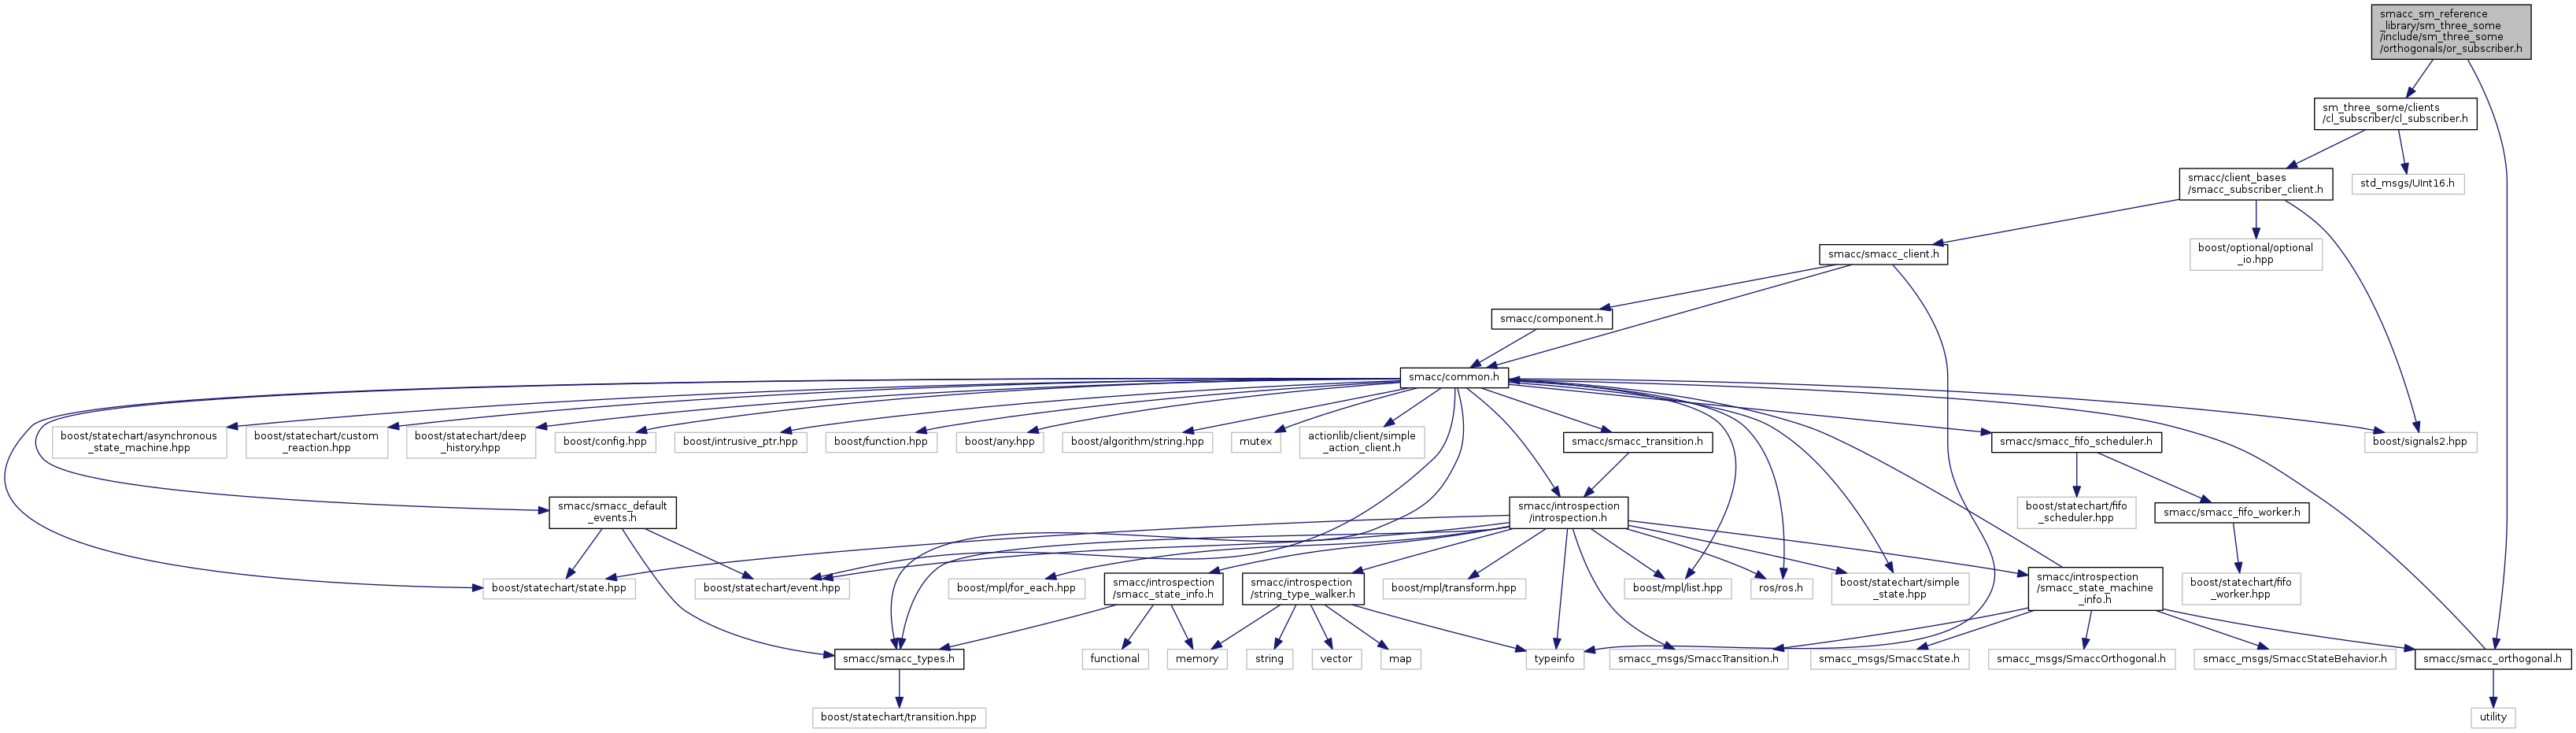 smacc_sm_reference
_library/sm_three_some
/include/sm_three_some
/orthogonals/or_subscriber.h
sm_three_some/clients
/cl_subscriber/cl_subscriber.h
smacc/client_bases
/smacc_subscriber_client.h
std_msgs/UInt16.h
smacc/smacc_client.h
boost/optional/optional
_io.hpp
smacc/component.h
smacc/common.h
boost/statechart/asynchronous
_state_machine.hpp
boost/statechart/custom
_reaction.hpp
boost/statechart/deep
_history.hpp
boost/config.hpp
boost/intrusive_ptr.hpp
boost/function.hpp
boost/any.hpp
boost/algorithm/string.hpp
mutex
actionlib/client/simple
_action_client.h
smacc/smacc_transition.h
smacc/smacc_fifo_scheduler.h
boost/signals2.hpp
smacc/smacc_default
_events.h
smacc/introspection
/introspection.h
boost/statechart/fifo
_scheduler.hpp
smacc/smacc_fifo_worker.h
boost/statechart/state.hpp
boost/statechart/event.hpp
boost/mpl/for_each.hpp
smacc/introspection
/smacc_state_info.h
smacc/introspection
/string_type_walker.h
boost/mpl/transform.hpp
boost/mpl/list.hpp
ros/ros.h
boost/statechart/simple
_state.hpp
smacc/introspection
/smacc_state_machine
_info.h
boost/statechart/fifo
_worker.hpp
smacc/smacc_types.h
functional
memory
string
vector
map
typeinfo
smacc_msgs/SmaccTransition.h
smacc_msgs/SmaccState.h
smacc_msgs/SmaccOrthogonal.h
smacc_msgs/SmaccStateBehavior.h
smacc/smacc_orthogonal.h
boost/statechart/transition.hpp
utility